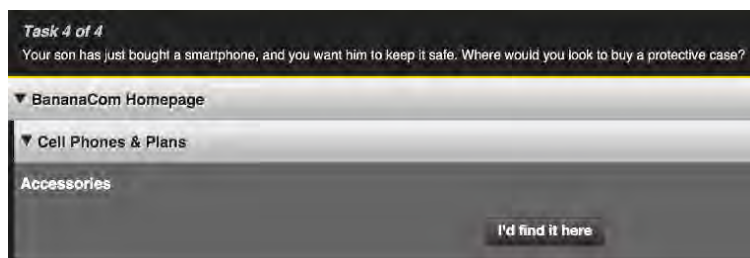 Task 4 of 4
Your son has just bought a smartphone, and you want him to keep it safe. Where would you look to buy a protective case?
▼ BananaCom Homepage
▼ Cell Phones & Plans
Accessories
I'd find it here